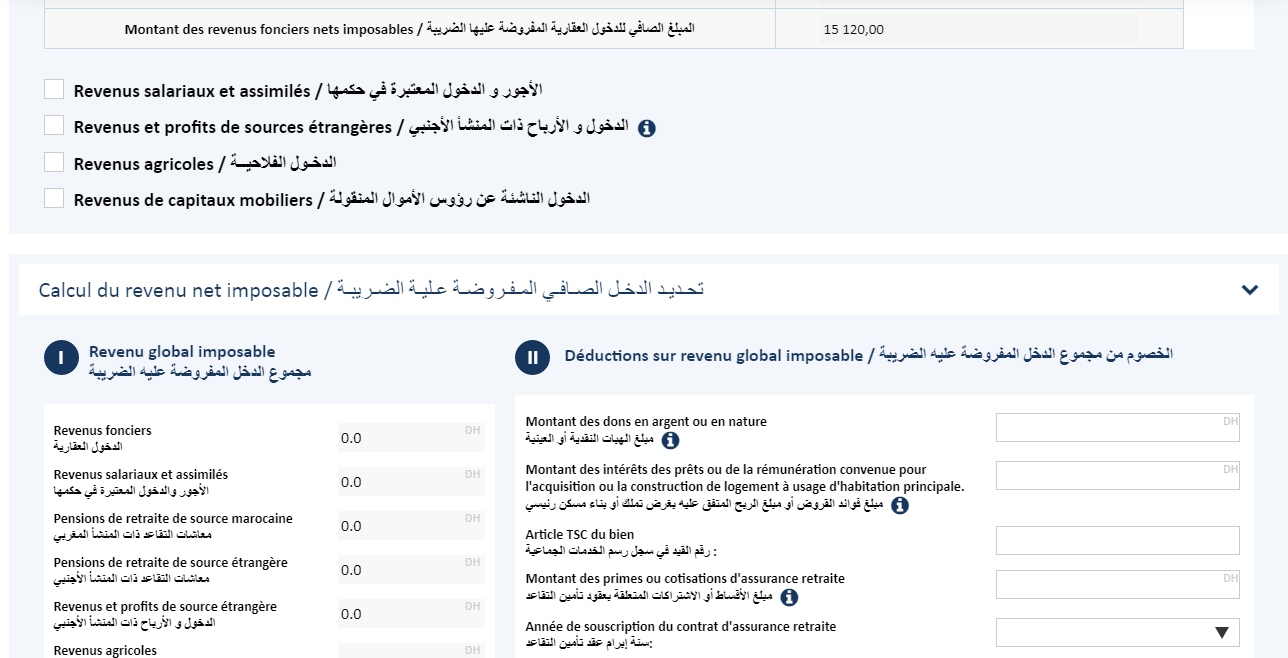 Montant des revenus fonciers nets imposables / المبلغ الصافي للدخول العقارية المفروضة عليها الضريبة
15 120,00
Revenus salariaux et assimilés / الأجور و الدخول المعتبرة في حكمها
Revenus et profits de sources étrangères / الدخول و الأرباح ذات المنشأ الأجنبي
Revenus agricoles / الدخـول الفلاحيــة
Revenus de capitaux mobiliers / الدخول الناشئة عن رؤوس الأموال المنقولة
Calcul du revenu net imposable / تحـديـد الدخـل الصــافـي المـفـروضــة عـليـة الضـريبـة
I
Revenu global imposable
مجموع الدخل المفروضة عليه الضريبة
Revenus fonciers
الدخول العقارية
0.0 DH
Revenus salariaux et assimilés
الأجور والدخول المعتبرة في حكمها
0.0 DH
Pensions de retraite de source marocaine
معاشات التقاعد ذات المنشأ المغربي
0.0 DH
Pensions de retraite de source étrangère
معاشات التقاعد ذات المنشأ الأجنبي
0.0 DH
Revenus et profits de source étrangère
الدخول و الأرباح ذات المنشأ الأجنبي
0.0 DH
Revenus agricoles
DH
II
Déductions sur revenu global imposable / الخصوم من مجموع الدخل المفروضة عليه الضريبة
Montant des dons en argent ou en nature
مبلغ الهبات النقدية أو العينية
DH
Montant des intérêts des prêts ou de la rémunération convenue pour
l'acquisition ou la construction de logement à usage d'habitation principale.
مبلغ فوائد القروض أو مبلغ الربح المتفق عليه بغرض تملك أو بناء مسكن رئيسي
DH
Article TSC du bien
رقم القيد في سجل رسم الخدمات الجماعية :
Montant des primes ou cotisations d'assurance retraite
مبلغ الأقساط أو الاشتراكات المتعلقة بعقود تأمين التقاعد
DH
Année de souscription du contrat d'assurance retraite
سنة إبرام عقد تأمين التقاعد: